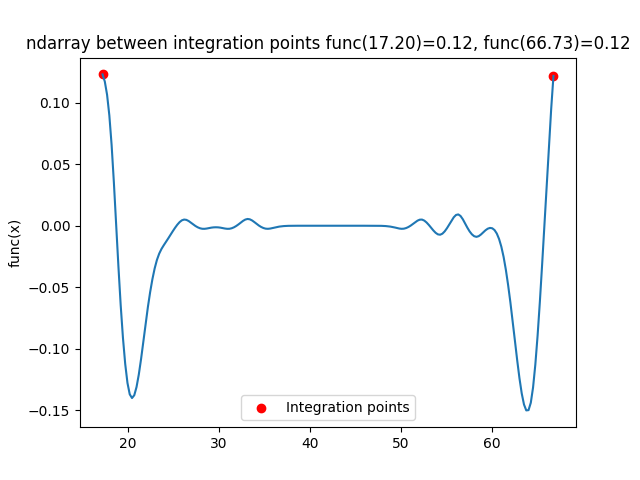 ndarray between integration points func(17.20)=0.12, func(66.73)=0.12
func(x)
0.10
0.05
0.00
−0.05
−0.10
−0.15
Integration points
20 30 40 50 60